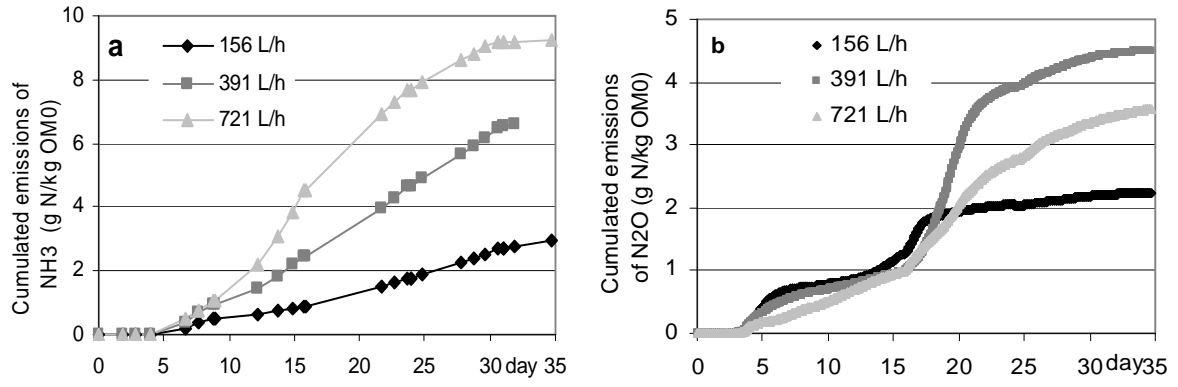 Cumulated emissions of
NH3 (g N/kg OM0)
10
8
6
4
2
0
a
156 L/h
391 L/h
721 L/h
0 5 10 15 20 25 30 day 35
Cumulated emissions
of N2O (g N/kg OM0)
5
4
3
2
1
0
b
156 L/h
391 L/h
721 L/h
0 5 10 15 20 25 30 day 35